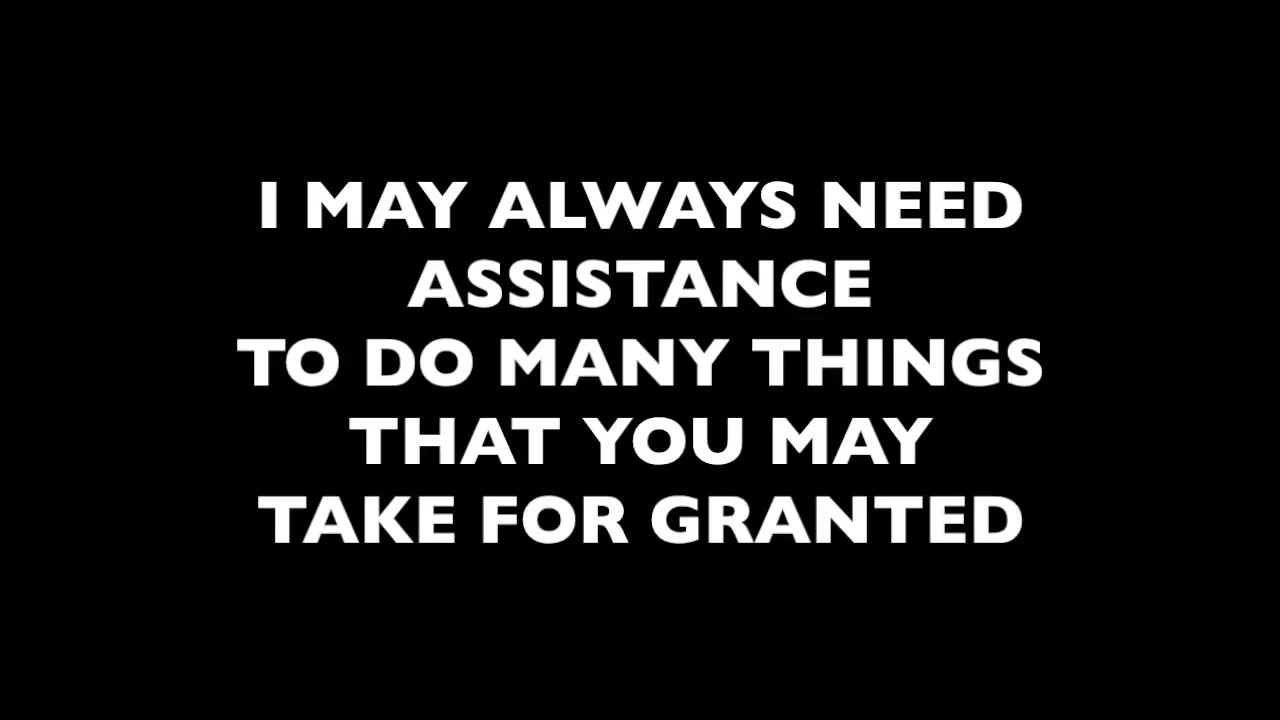 I MAY ALWAYS NEED
ASSISTANCE
TO DO MANY THINGS
THAT YOU MAY
TAKE FOR GRANTED